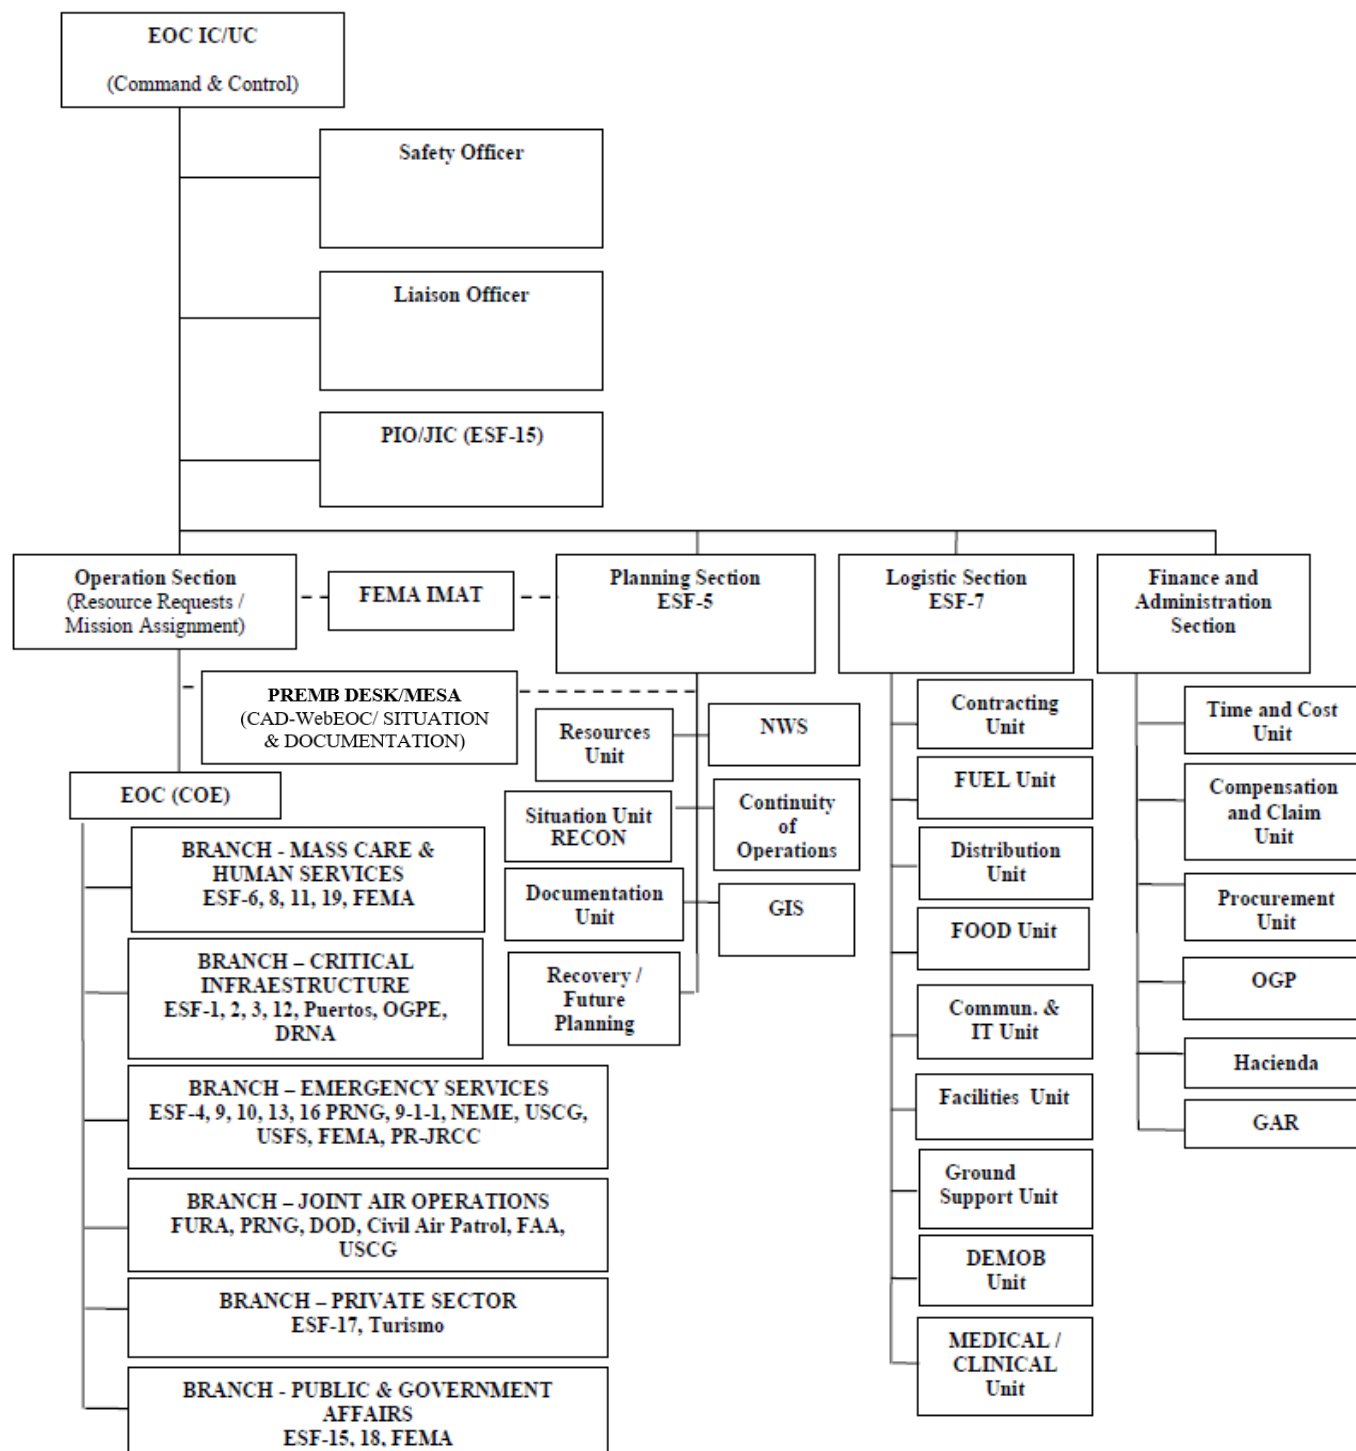 EOC IC/UC
(Command & Control)
Safety Officer
Liaison Officer
PIO/JIC (ESF-15)
Operation Section
(Resource Requests /
Mission Assignment)
FEMA IMAT
Planning Section
ESF-5
Logistic Section
ESF-7
Finance and
Administration
Section
PREMB DESK/MESA
(CAD-WebEOC/ SITUATION
& DOCUMENTATION)
EOC (COE)
BRANCH - MASS CARE &
HUMAN SERVICES
ESF-6, 8, 11, 19, FEMA
BRANCH – CRITICAL
INFRAESTRUCTURE
ESF-1, 2, 3, 12, Puertos, OGPE,
DRNA
BRANCH – EMERGENCY SERVICES
ESF-4, 9, 10, 13, 16 PRNG, 9-1-1, NEME, USCG,
USFS, FEMA, PR-JRCC
BRANCH – JOINT AIR OPERATIONS
FURA, PRNG, DOD, Civil Air Patrol, FAA,
USCG
BRANCH – PRIVATE SECTOR
ESF-17, Turismo
BRANCH - PUBLIC & GOVERNMENT
AFFAIRS
ESF-15, 18, FEMA
Resources
Unit
NWS
Situation Unit
RECON
Continuity
of
Operations
Documentation
Unit
GIS
Recovery /
Future
Planning
Contracting
Unit
FUEL Unit
Distribution
Unit
FOOD Unit
Commun. &
IT Unit
Facilities Unit
Ground
Support Unit
DEMOB
Unit
MEDICAL /
CLINICAL
Unit
Time and Cost
Unit
Compensation
and Claim
Unit
Procurement
Unit
OGP
Hacienda
GAR